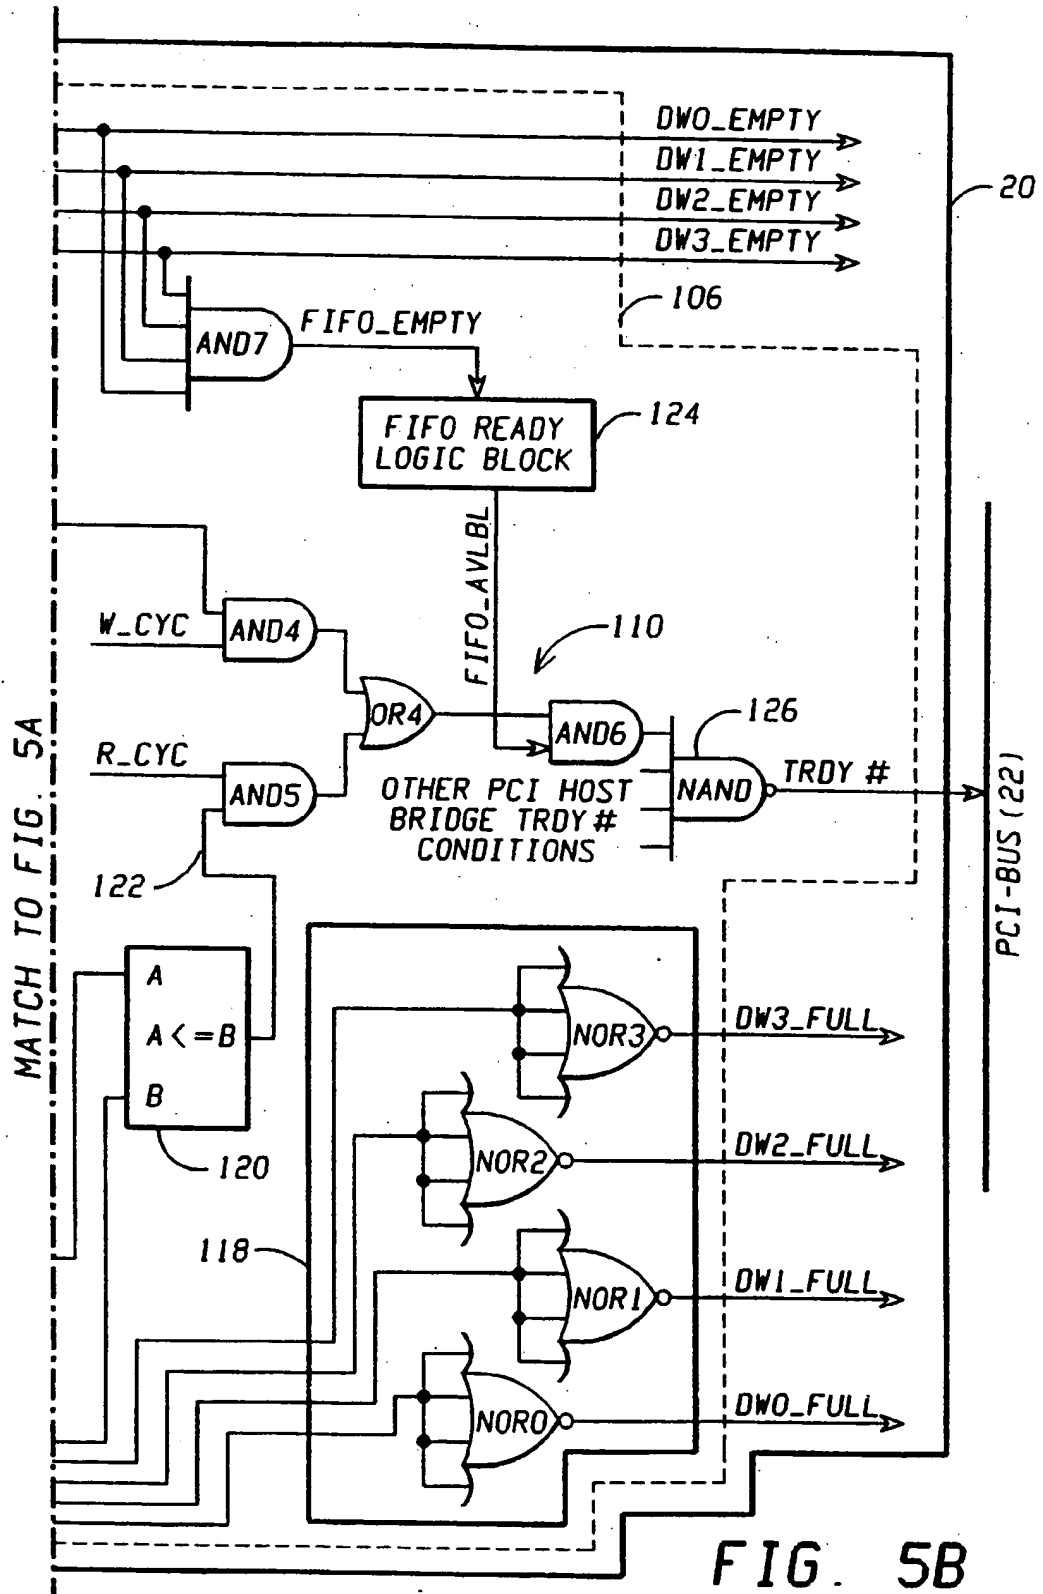 DW0_EMPTY
DW1_EMPTY
DW2_EMPTY
DW3_EMPTY
20
106
AND7
FIFO_EMPTY
FIFO READY
LOGIC BLOCK
124
FIFO_AVLBL
W_CYC
AND4
110
OR4
AND6
126
R_CYC
AND5
NAND
TRDY #
OTHER PCI HOST
BRIDGE TRDY#
CONDITIONS
PCI-BUS (22)
122
MATCH TO FIG. 5A
A
A <=B
B
120
118
NOR3
DW3_FULL
NOR2
DW2_FULL
NOR1
DW1_FULL
NOR0
DW0_FULL
FIG. 5B